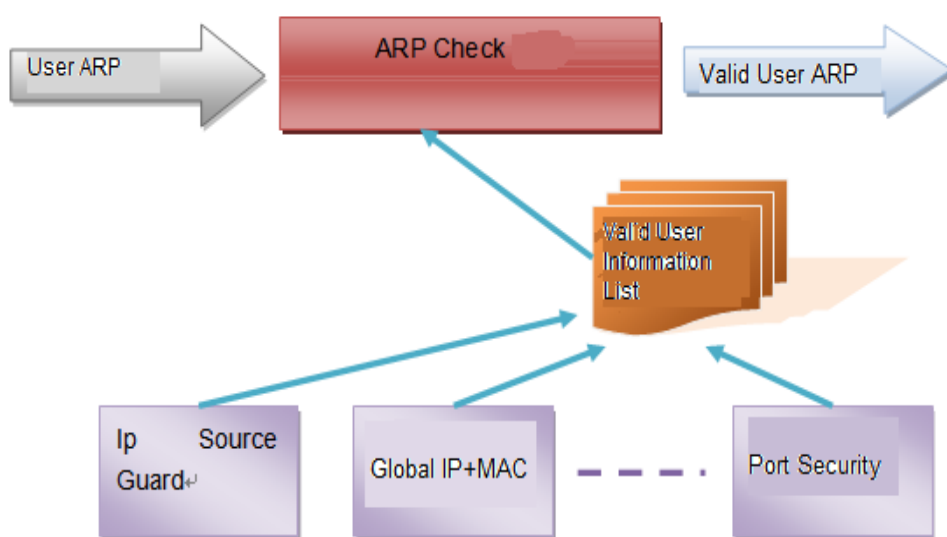 User ARP
ARP Check
Valid User ARP
Valid User
Information
List
Ip Source
Guard↵
Global IP+MAC
Port Security